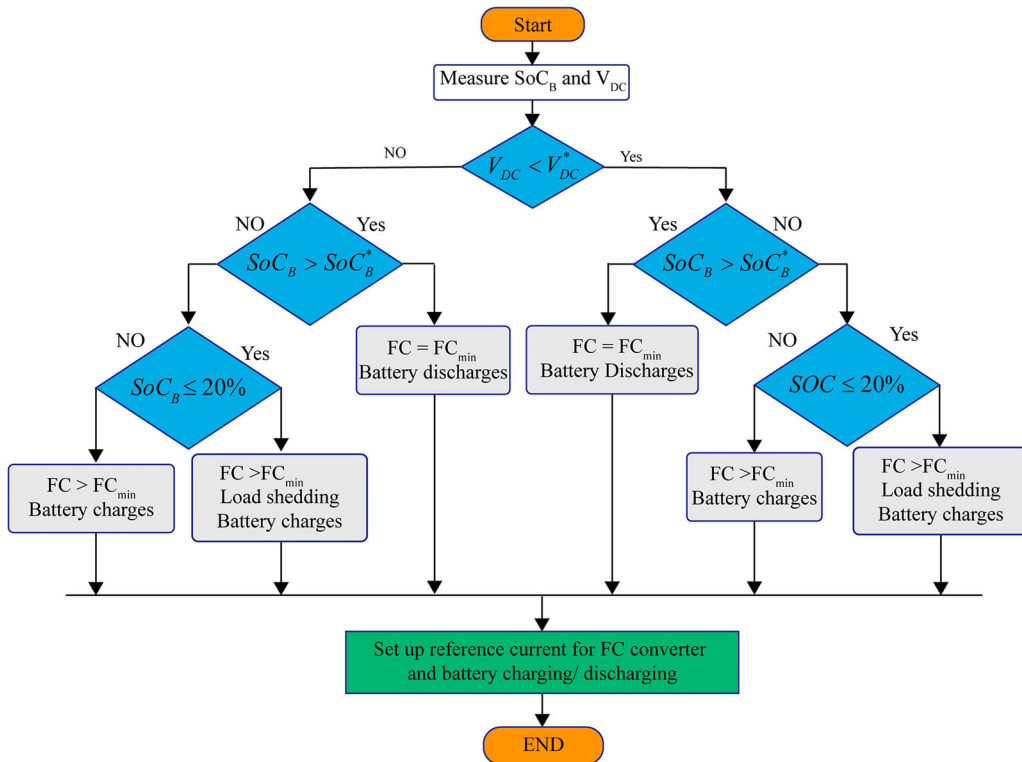 Start
Measure SoC_B and V_DC
NO
V_DC < V*_DC
Yes
NO
Yes
SoC_B > SoC*_B
Yes
NO
SoC_B > SoC*_B
NO
Yes
SoC_B ≤ 20%
FC = FC_min
Battery discharges
FC = FC_min
Battery Discharges
NO
Yes
SOC ≤ 20%
FC > FC_min
Battery charges
FC >FC_min
Load shedding
Battery charges
FC >FC_min
Battery charges
FC >FC_min
Load shedding
Battery charges
Set up reference current for FC converter
and battery charging/ discharging
END